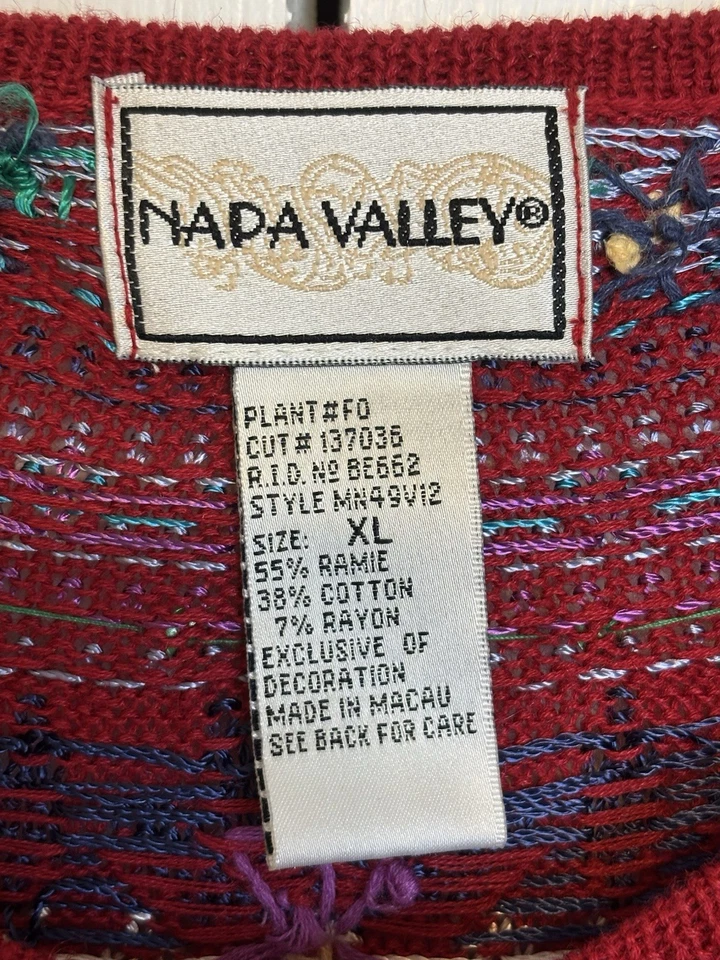 NAPA VALLEY®
PLANT#FO
CUT# 137036
R.I.D. Nº BE662
STYLE MN49V12
SIZE: XL
55% RAMIE
38% COTTON
7% RAYON
EXCLUSIVE OF
DECORATION
MADE IN MACAU
SEE BACK FOR CARE